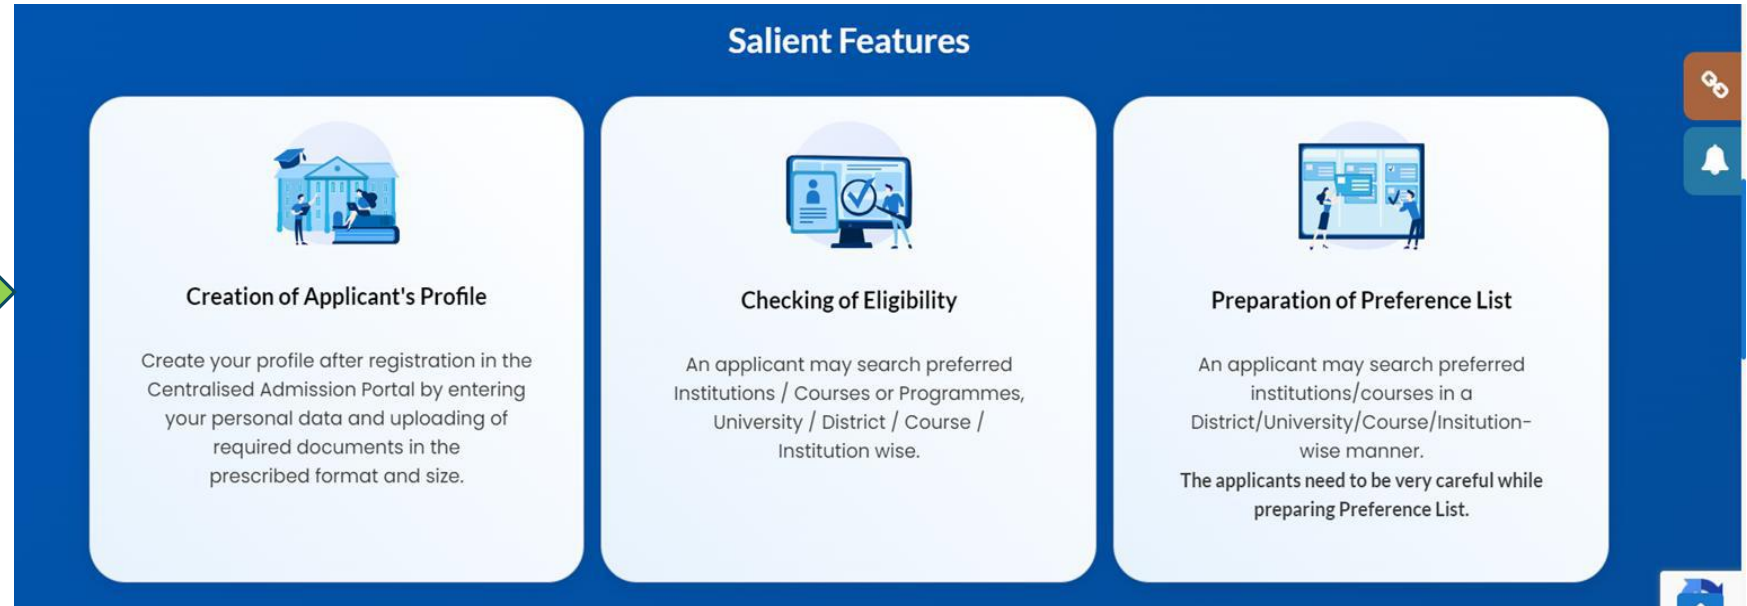 Salient Features
Creation of Applicant's Profile
Create your profile after registration in the
Centralised Admission Portal by entering
your personal data and uploading of
required documents in the
prescribed format and size.
Checking of Eligibility
An applicant may search preferred
Institutions / Courses or Programmes,
University / District / Course /
Institution wise.
Preparation of Preference List
An applicant may search preferred
institutions/courses in a
District/University/Course/Insitution-
wise manner.
The applicants need to be very careful while
preparing Preference List.